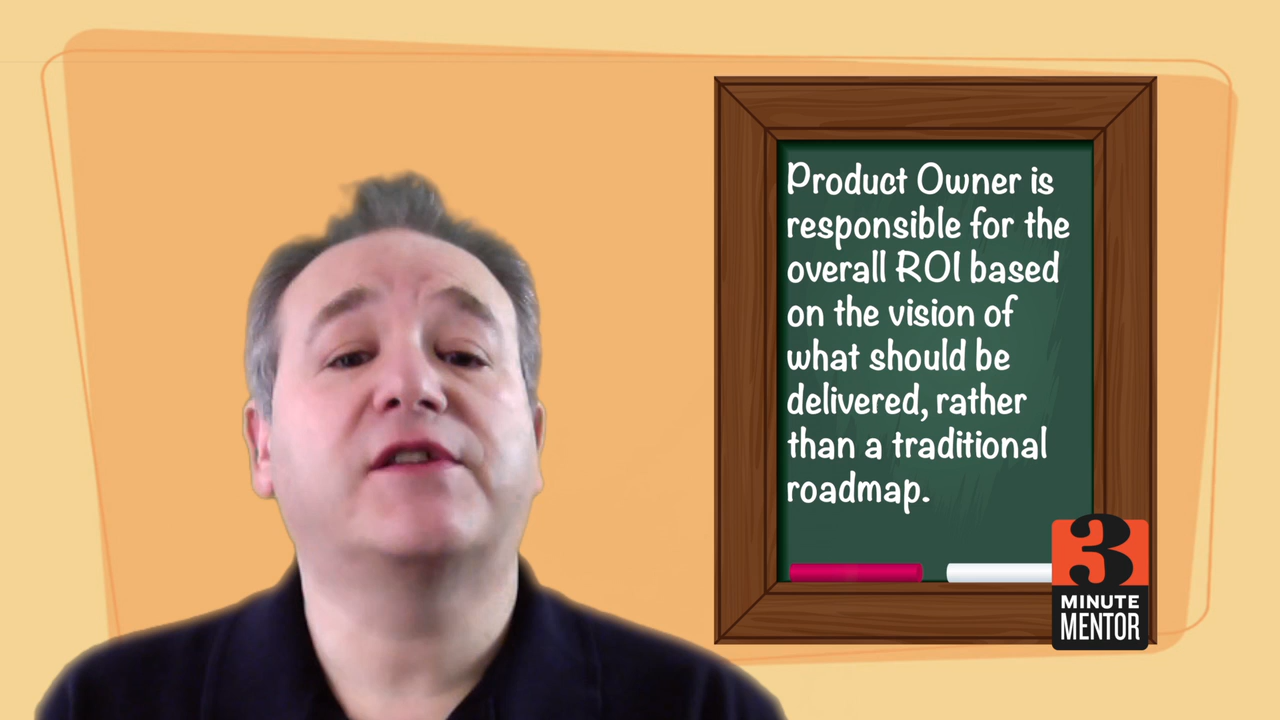 Product Owner is
responsible for the
overall ROI based
on the vision of
what should be
delivered, rather
than a traditional
roadmap.
3
MINUTE
MENTOR